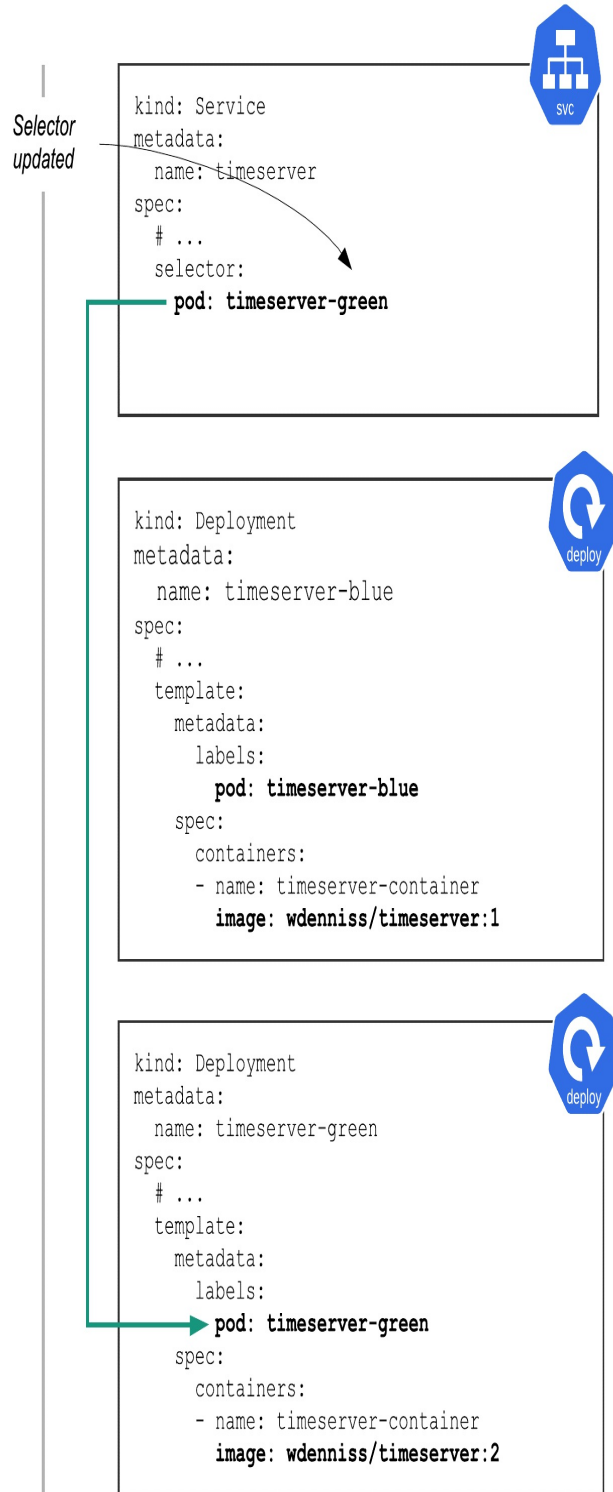 svc
Selector
updated
kind: Service
metadata:
  name: timeserver
spec:
  # ...
  selector:
    pod: timeserver-green
deploy
kind: Deployment
metadata:
  name: timeserver-blue
spec:
  # ...
  template:
    metadata:
      labels:
        pod: timeserver-blue
    spec:
      containers:
      - name: timeserver-container
        image: wdenniss/timeserver:1
deploy
kind: Deployment
metadata:
  name: timeserver-green
spec:
  # ...
  template:
    metadata:
      labels:
        pod: timeserver-green
    spec:
      containers:
      - name: timeserver-container
        image: wdenniss/timeserver:2